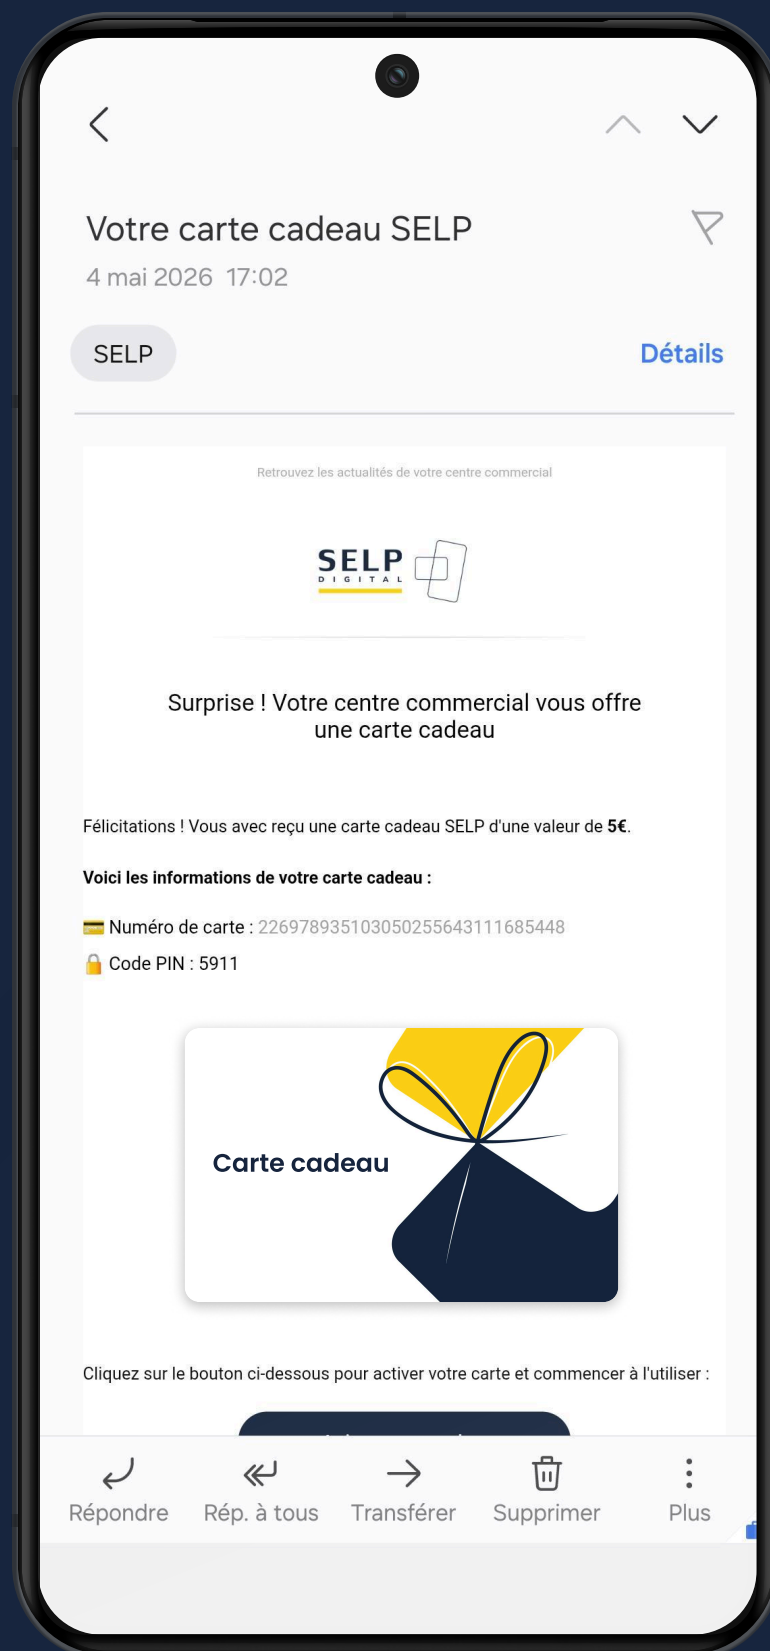 Votre carte cadeau SELP
4 mai 2026 17:02
SELP
Détails
Retrouvez les actualités de votre centre commercial
SELP
DIGITAL
Surprise ! Votre centre commercial vous offre
une carte cadeau
Félicitations ! Vous avec reçu une carte cadeau SELP d'une valeur de 5€.
Voici les informations de votre carte cadeau :
Numéro de carte : 226978935103050255643111685448
Code PIN : 5911
Carte cadeau
Cliquez sur le bouton ci-dessous pour activer votre carte et commencer à l'utiliser :
Répondre
Rép. à tous
Transférer
Supprimer
Plus